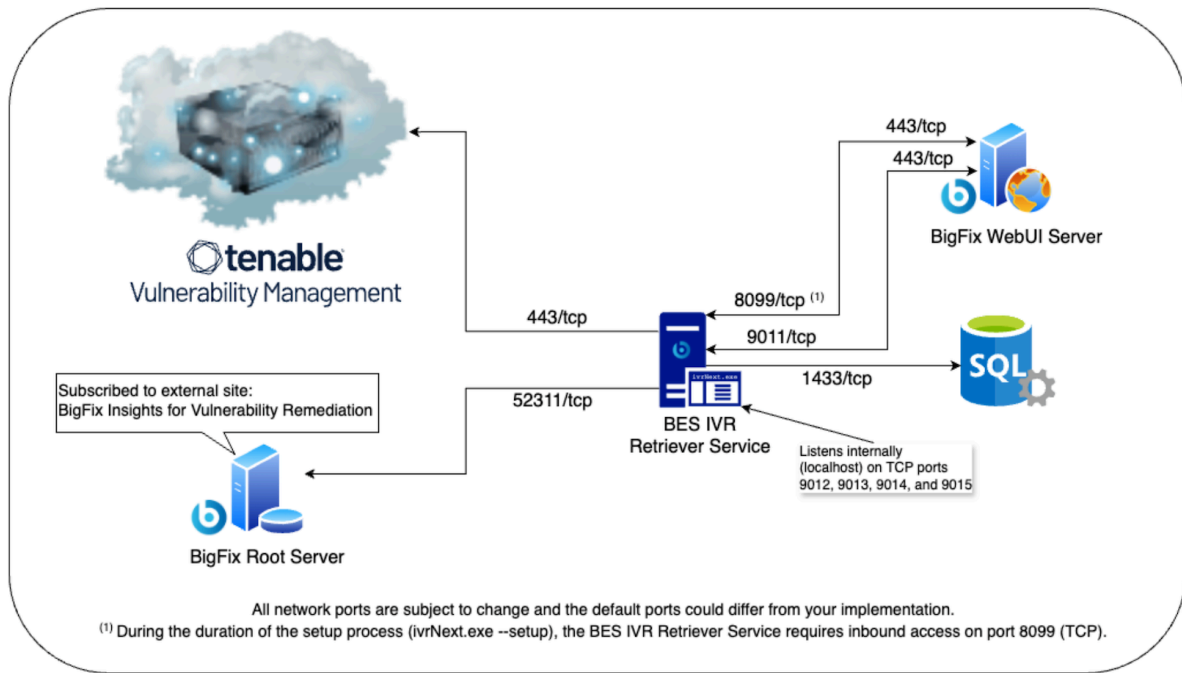 tenable
Vulnerability Management
443/tcp
443/tcp
BigFix WebUI Server
8099/tcp (1)
443/tcp
9011/tcp
ivrNext.exe
1433/tcp
SQL
Subscribed to external site:
BigFix Insights for Vulnerability Remediation
52311/tcp
BES IVR
Retriever Service
Listens internally
(localhost) on TCP ports
9012, 9013, 9014, and 9015
BigFix Root Server
All network ports are subject to change and the default ports could differ from your implementation.
(1) During the duration of the setup process (ivrNext.exe --setup), the BES IVR Retriever Service requires inbound access on port 8099 (TCP).